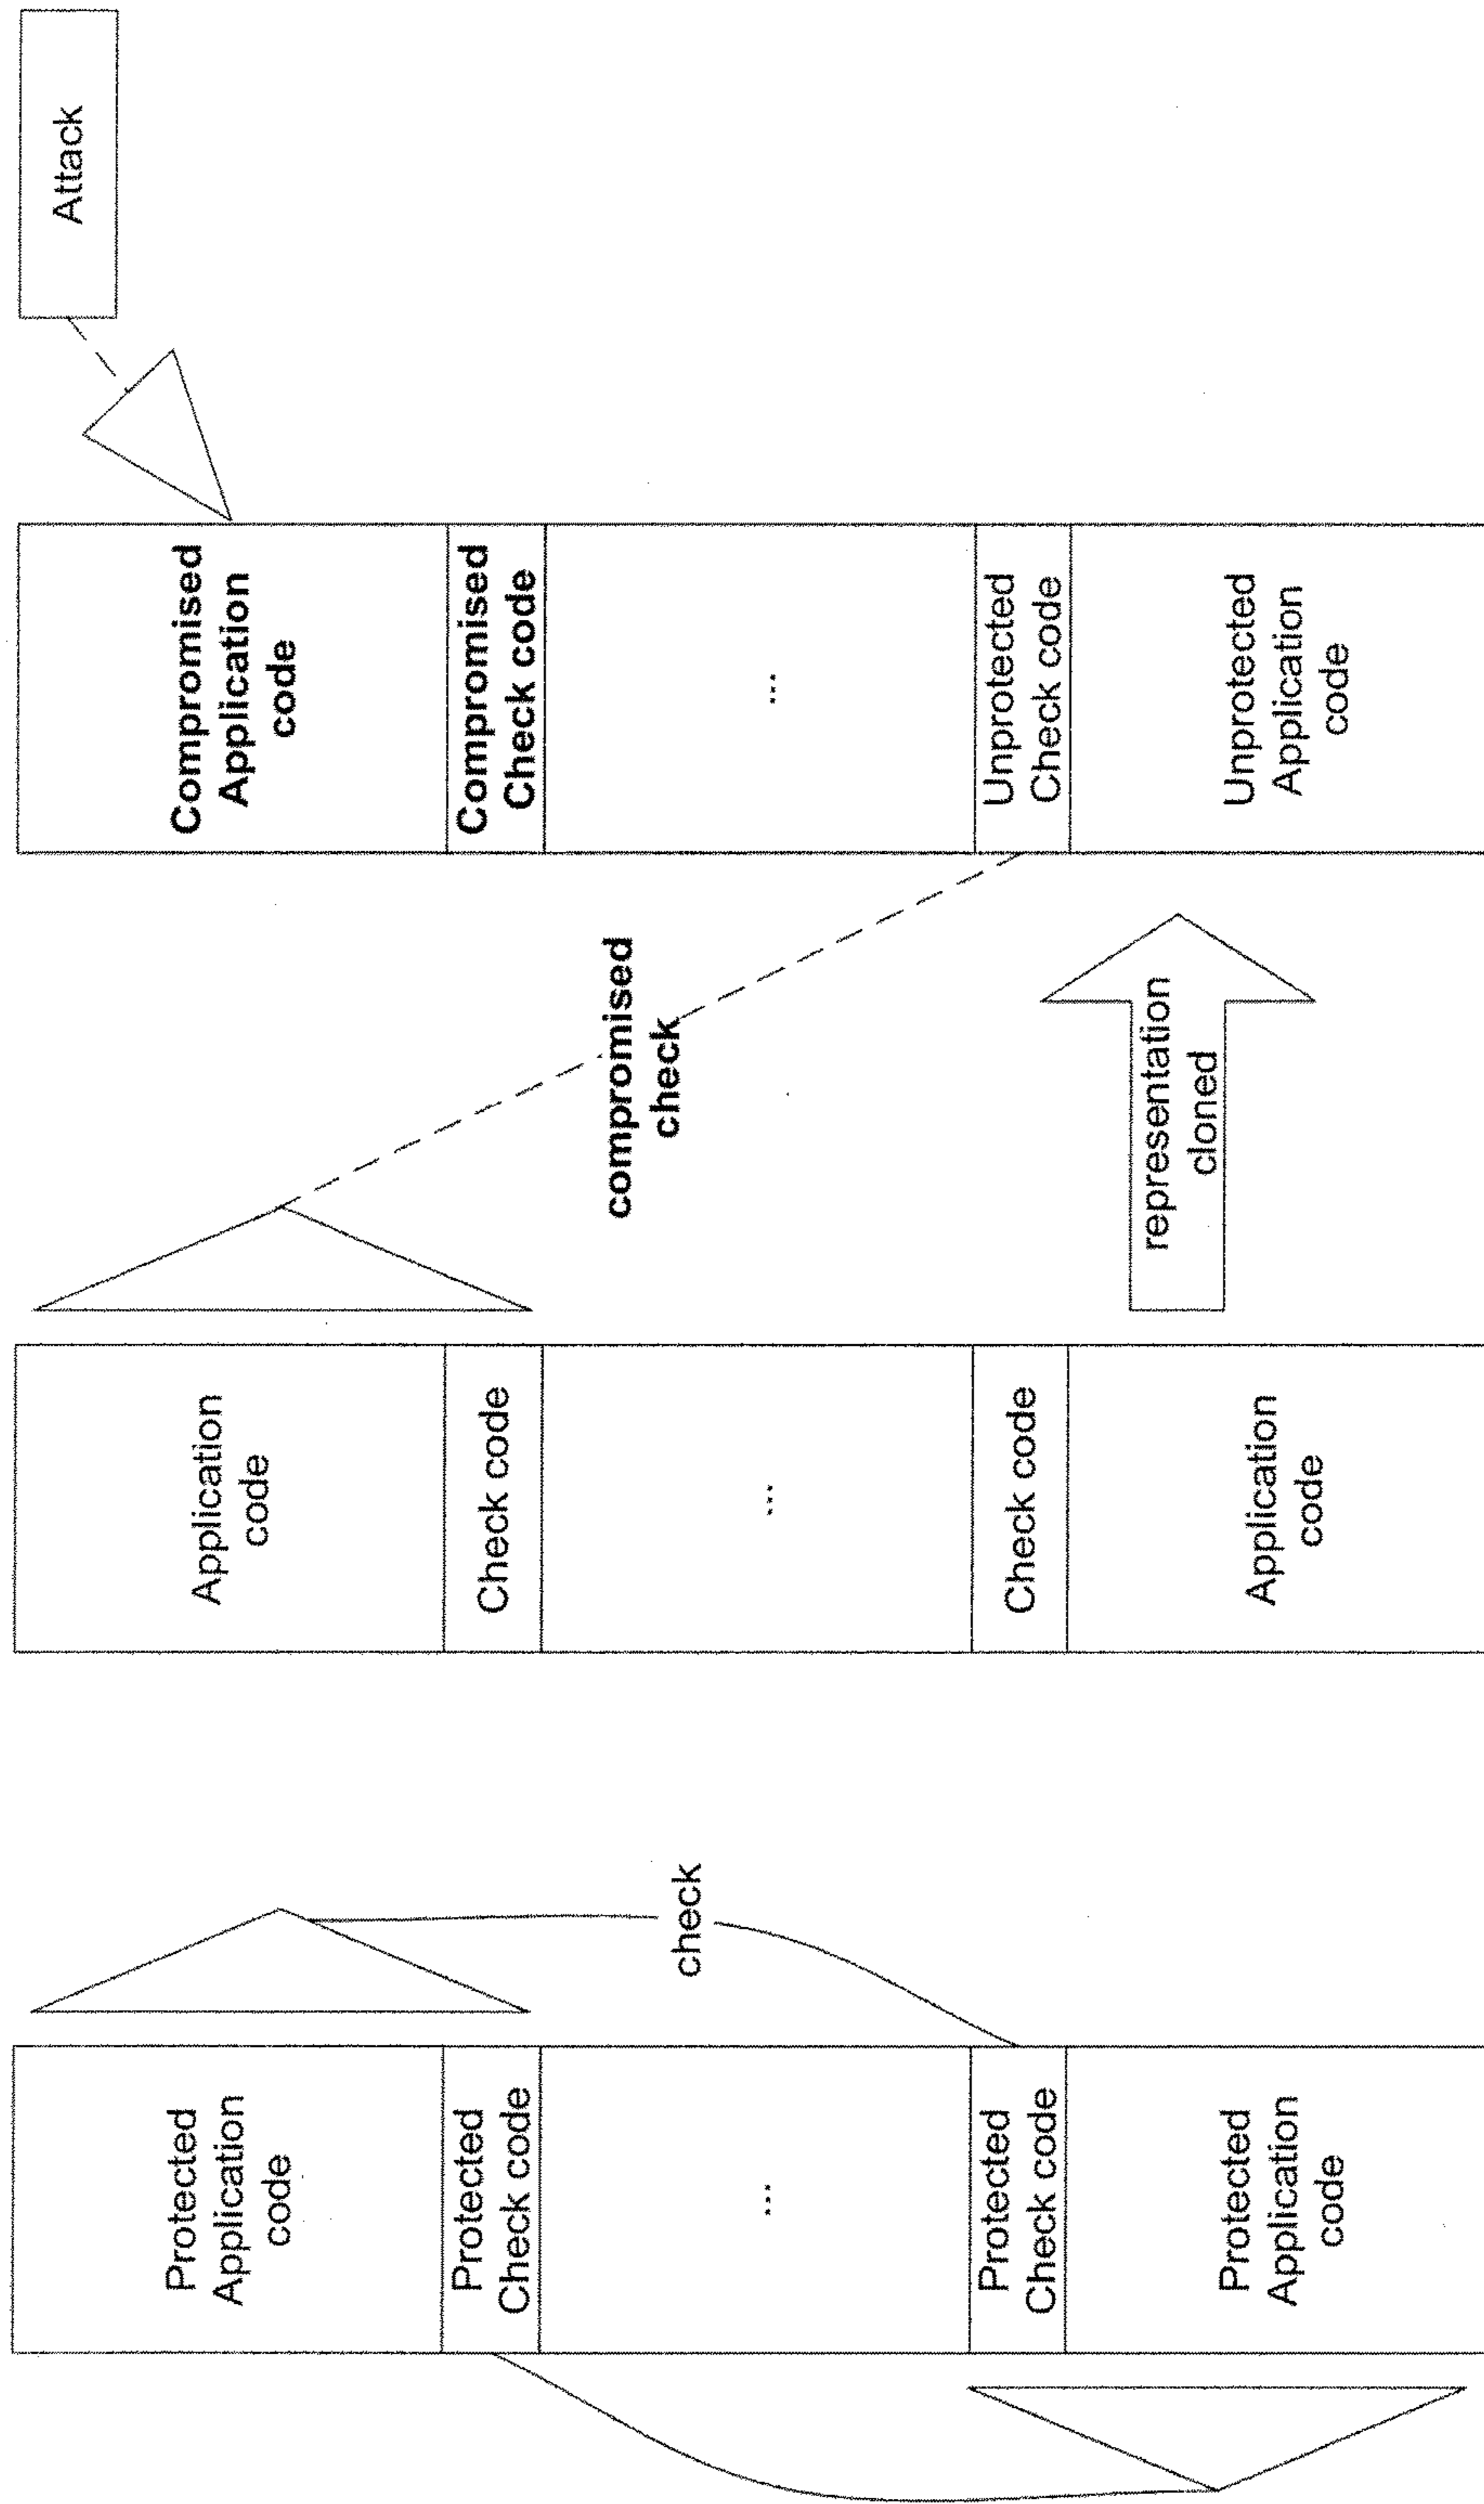 Protected
Application
code
Protected
Check code
...
Protected
Check code
Protected
Application
code
check
Application
code
Check code
...
Check code
Application
code
compromised
check
representation
cloned
Compromised
Application
code
Compromised
Check code
...
Unprotected
Check code
Unprotected
Application
code
Attack